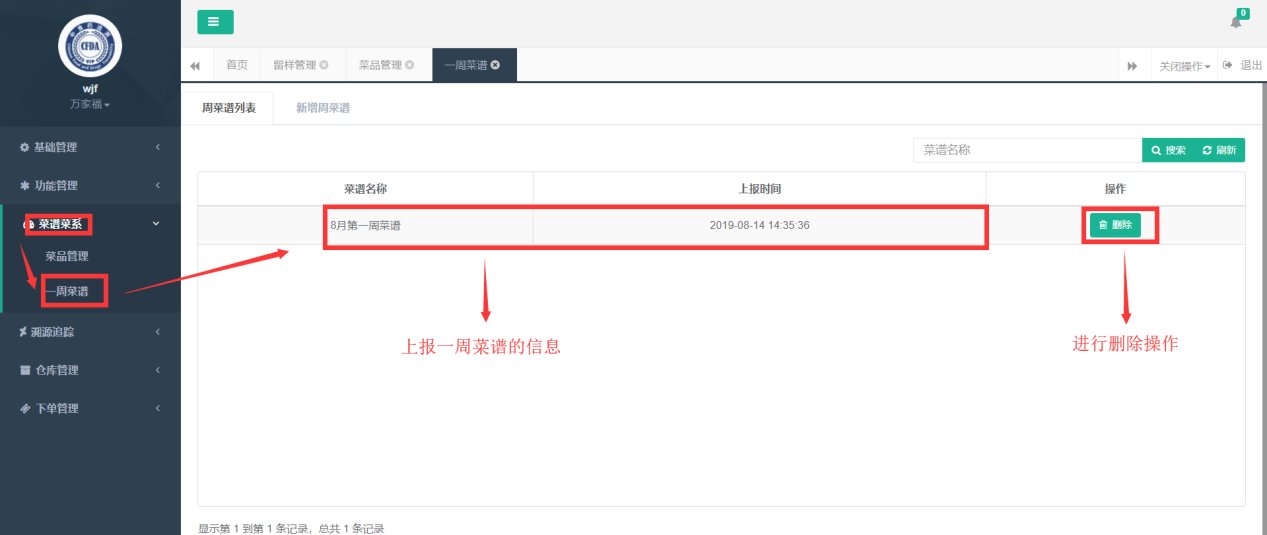 0
CFDA
VIP
wjf
万家福
首页
留样管理
菜品管理
一周菜谱
关闭操作
退出
基础管理
功能管理
菜谱菜系
菜品管理
一周菜谱
溯源追踪
仓库管理
下单管理
周菜谱列表
新增周菜谱
菜谱名称
搜索
刷新
菜谱名称
上报时间
操作
8月第一周菜谱
2019-08-14 14:35:36
删除
上报一周菜谱的信息
进行删除操作
显示第 1 到第 1 条记录，总共 1 条记录